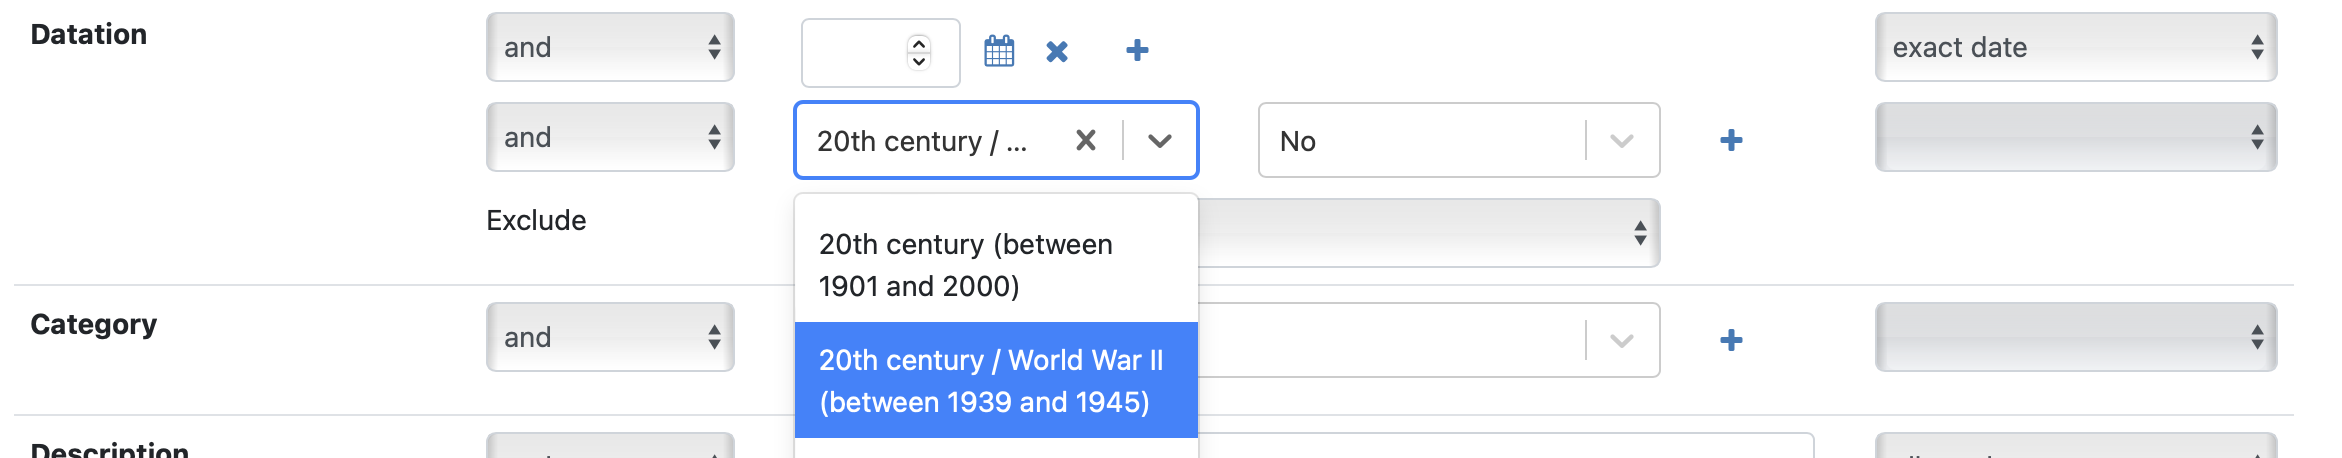 Datation
and
exact date
and
20th century / ...
No
Exclude
20th century (between
1901 and 2000)
Category
and
20th century / World War II
(between 1939 and 1945)
Description